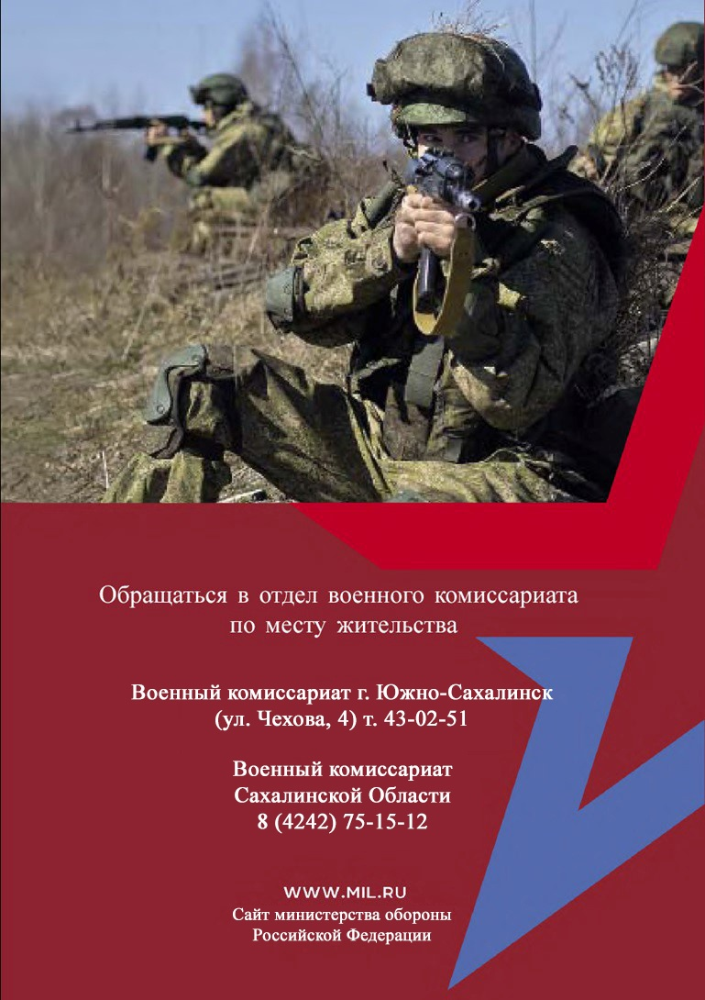 Обращаться в отдел военного комиссариата
по месту жительства
Военный комиссариат г. Южно-Сахалинск
(ул. Чехова, 4) т. 43-02-51
Военный комиссариат
Сахалинской Области
8 (4242) 75-15-12
WWW.MIL.RU
Сайт министерства обороны
Российской Федерации